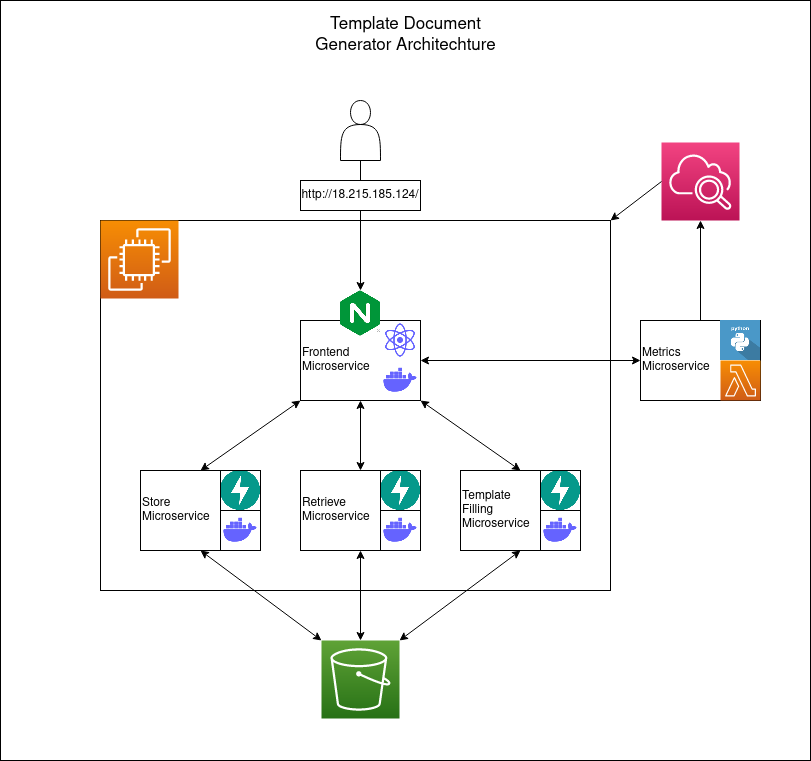 Template Document
Generator Architechture
http://18.215.185.124/
N
Frontend
Microservice
python
Metrics
Microservice
Store
Microservice
Retrieve
Microservice
Template
Filling
Microservice